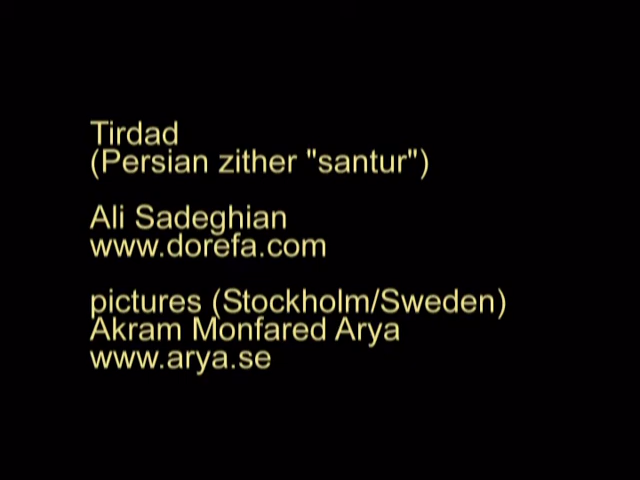 Tirdad
(Persian zither "santur")
Ali Sadeghian
www.dorefa.com
pictures (Stockholm/Sweden)
Akram Monfared Arya
www.arya.se